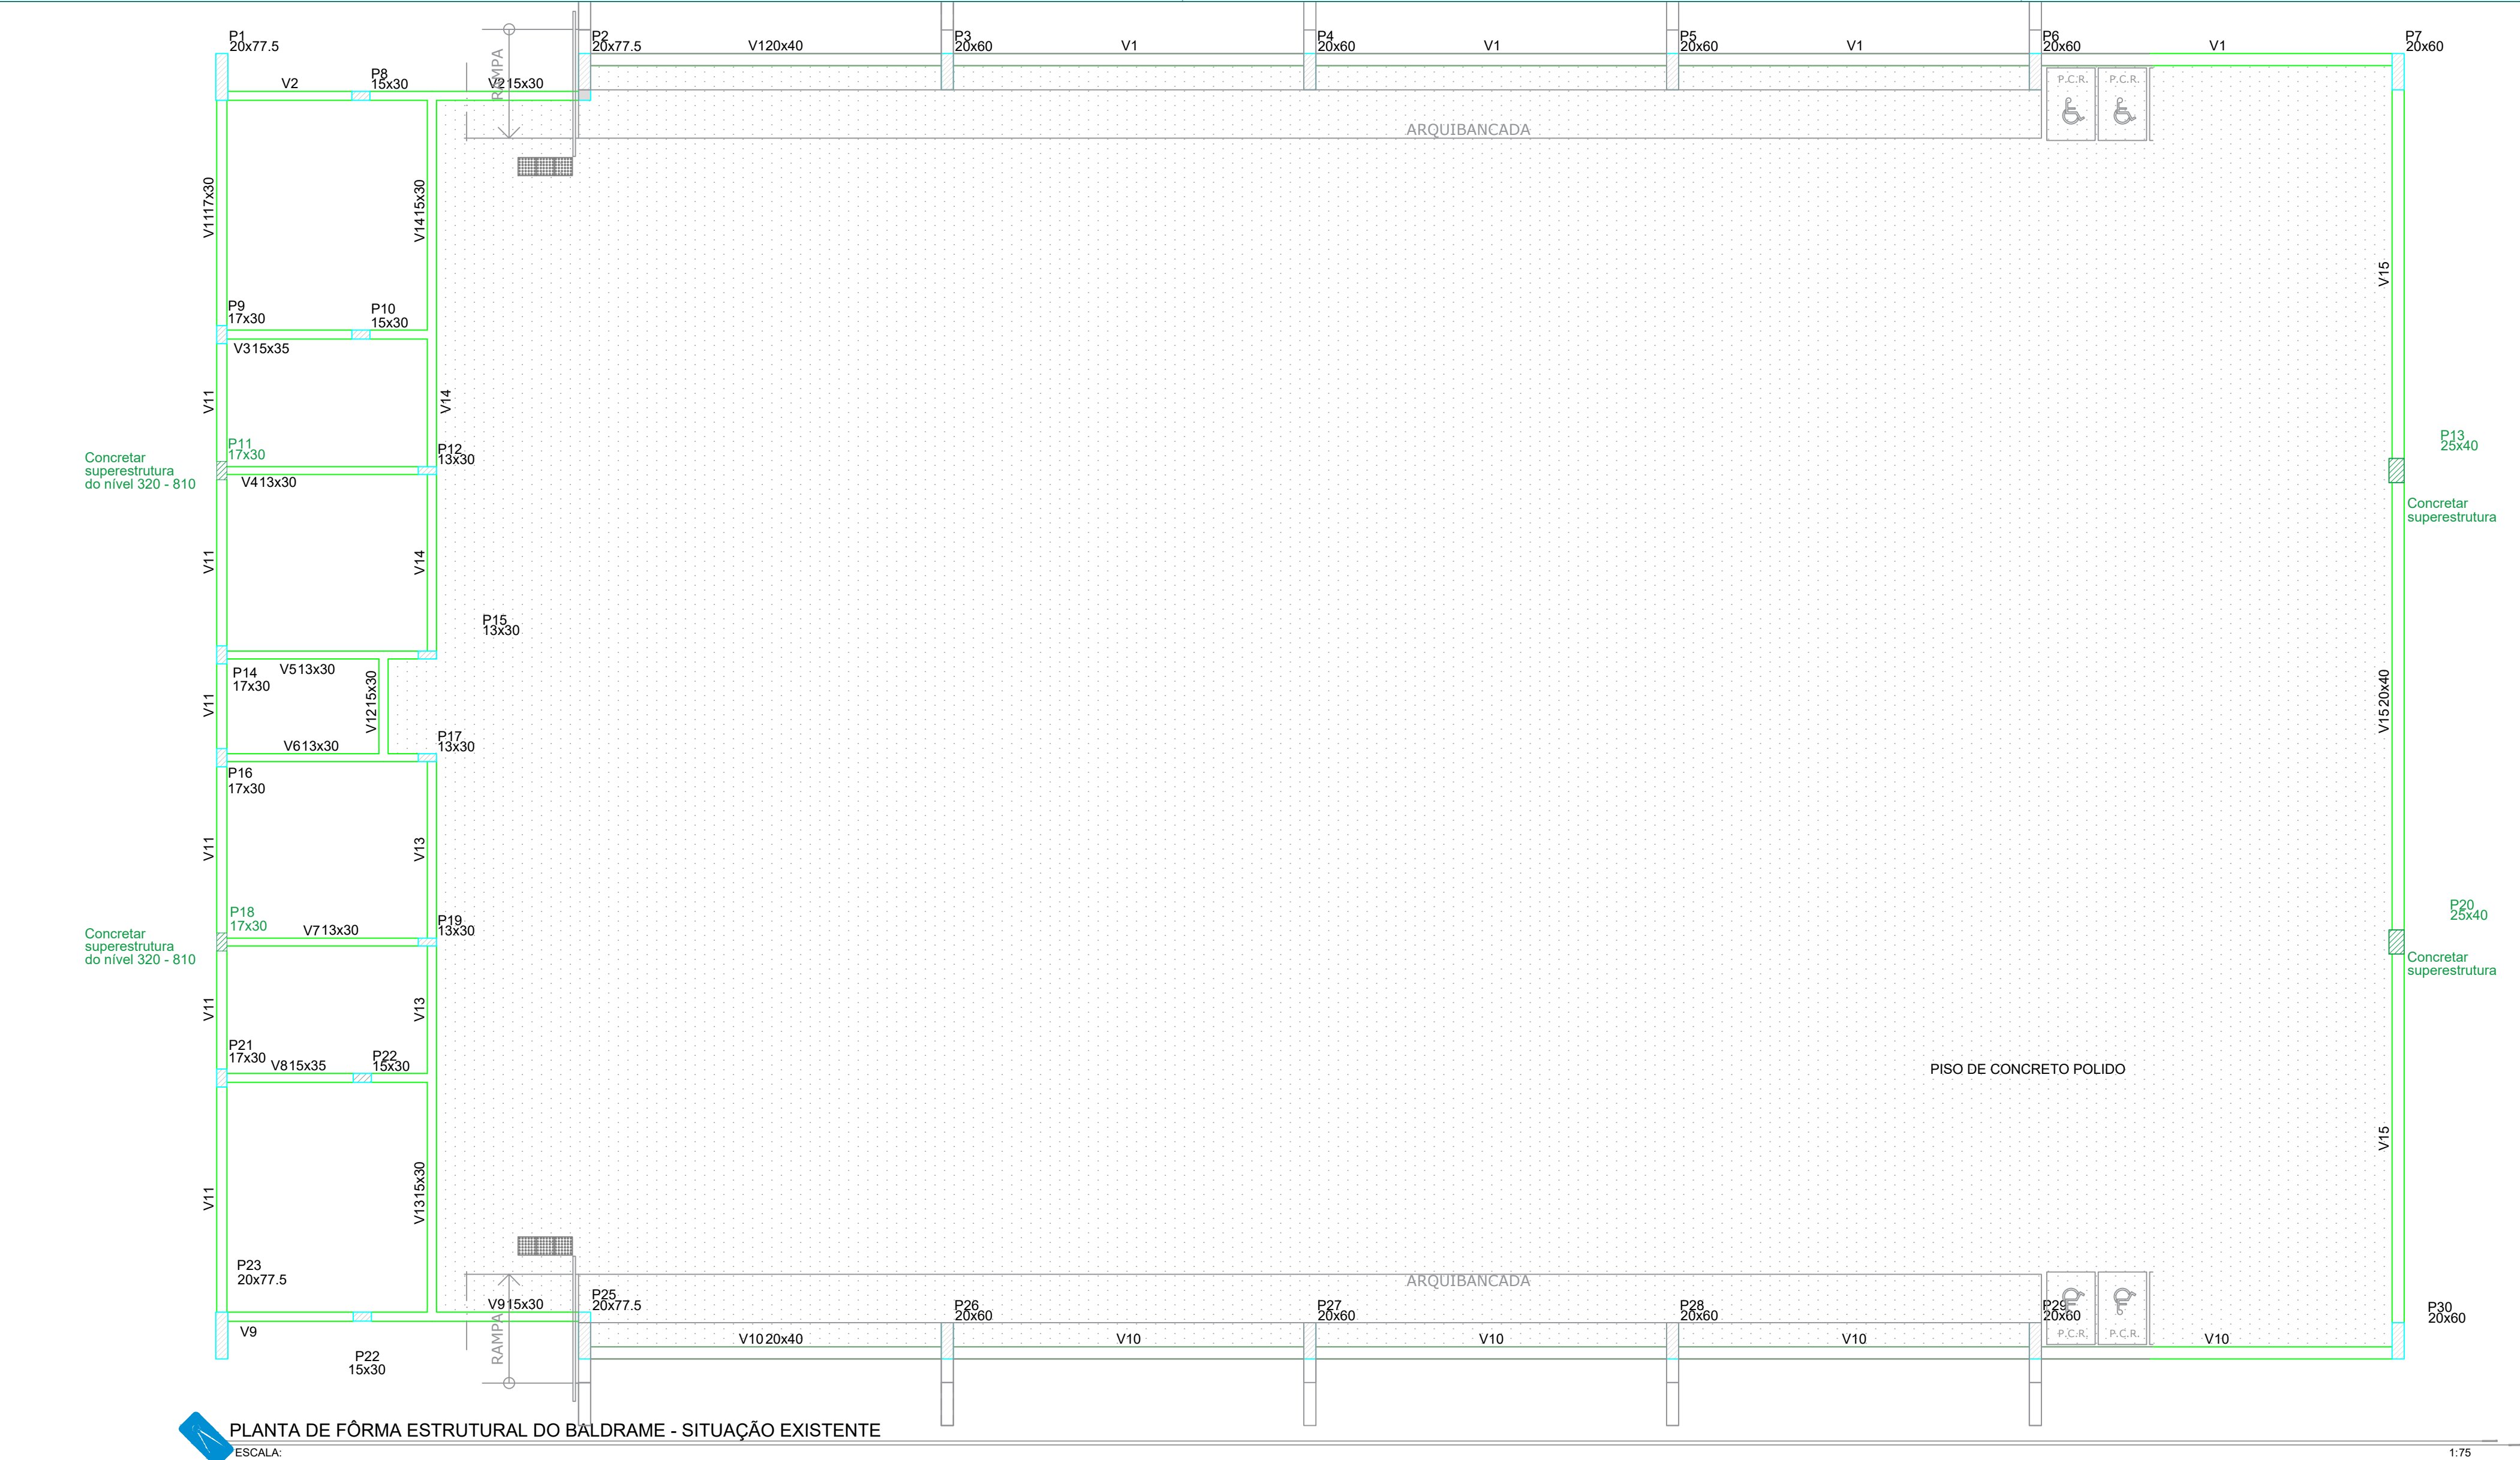 P1
20x77.5
P2
20x77.5
V1 20x40
P3
20x60
V1
P4
20x60
V1
P5
20x60
V1
P6
20x60
V1
P7
20x60
V2
P8
15x30
RAMPA
V2 15x30
P.C.R.
P.C.R.
ARQUIBANCADA
V11 17x30
V14 15x30
V15
P9
17x30
P10
15x30
V3 15x35
V11
V14
P11
17x30
P12
13x30
Concretar
superestrutura
do nível 320 - 810
V4 13x30
P13
25x40
Concretar
superestrutura
V11
V14
P15
13x30
P14
17x30
V5 13x30
V11
V12 15x30
V15 20x40
V6 13x30
P17
13x30
P16
17x30
V11
V13
P18
17x30
V7 13x30
P19
13x30
P20
25x40
Concretar
superestrutura
do nível 320 - 810
Concretar
superestrutura
V11
V13
P21
17x30
V8 15x35
P22
15x30
PISO DE CONCRETO POLIDO
V15
V11
V13 15x30
P23
20x77.5
ARQUIBANCADA
V9 15x30
P25
20x77.5
P26
20x60
P27
20x60
P28
20x60
P29
20x60
P30
20x60
V9
RAMPA
V10 20x40
V10
V10
V10
P.C.R.
P.C.R.
V10
P22
15x30
PLANTA DE FÔRMA ESTRUTURAL DO BALDRAME - SITUAÇÃO EXISTENTE
ESCALA:
1:75